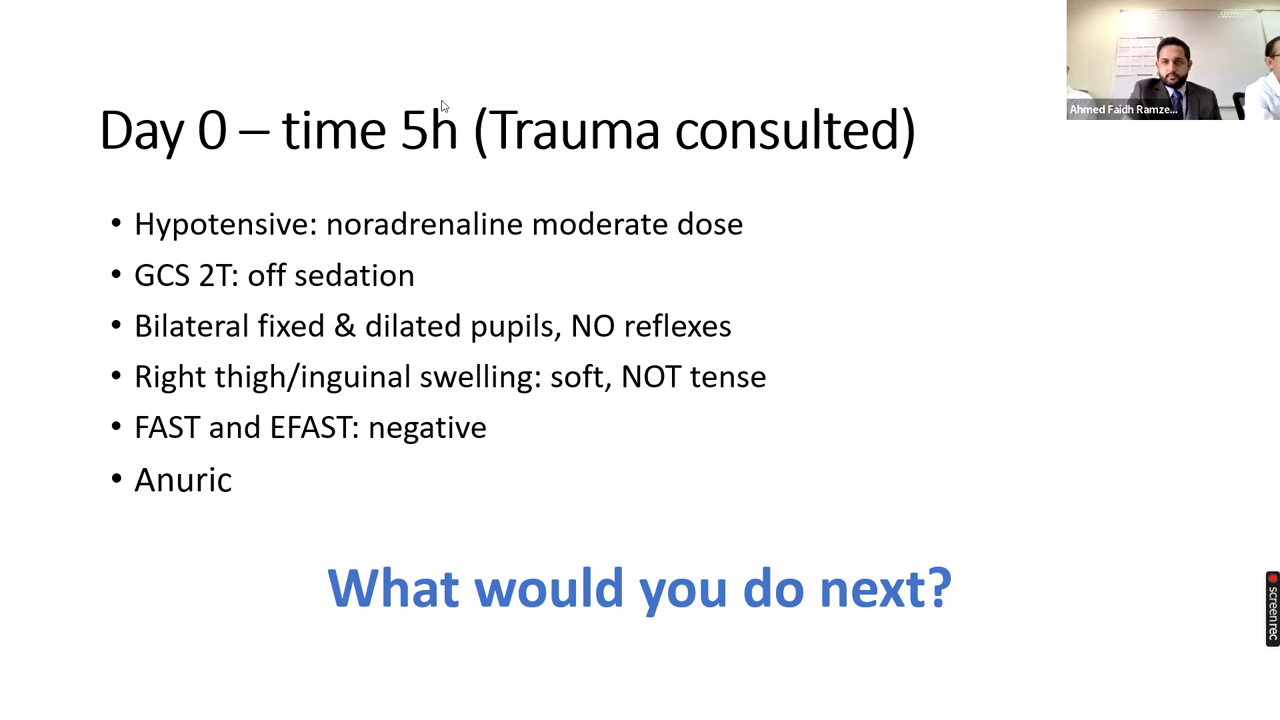 Day 0 – time 5h (Trauma consulted)
• Hypotensive: noradrenaline moderate dose
• GCS 2T: off sedation
• Bilateral fixed & dilated pupils, NO reflexes
• Right thigh/inguinal swelling: soft, NOT tense
• FAST and EFAST: negative
• Anuric
What would you do next?
Ahmed Faidh Ramze...
screenrec